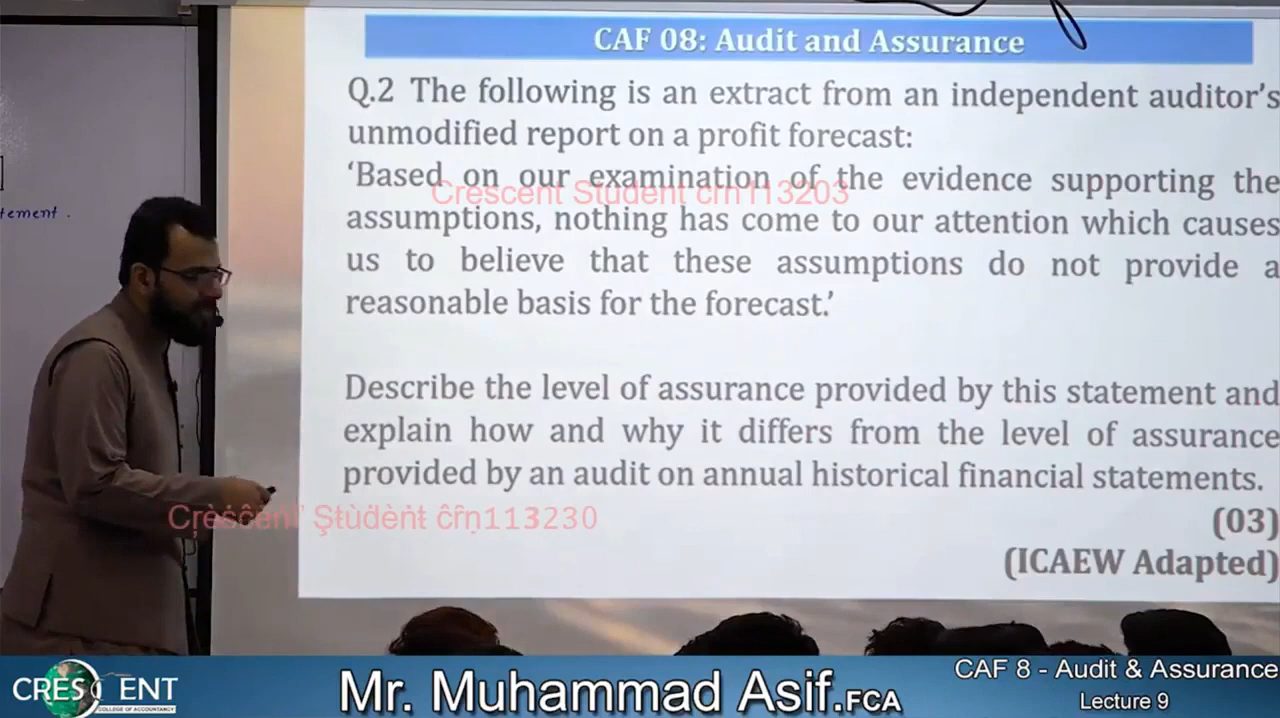 CAF 08: Audit and Assurance
Q.2 The following is an extract from an independent auditor's
unmodified report on a profit forecast:
'Based on our examination of the evidence supporting the
Crescent Student crn113203
assumptions, nothing has come to our attention which causes
us to believe that these assumptions do not provide a
reasonable basis for the forecast.'
tement.
Describe the level of assurance provided by this statement and
explain how and why it differs from the level of assurance
provided by an audit on annual historical financial statements.
(03)
Crèscent Student crn113230
(ICAEW Adapted)
CRESCENT
COLLEGE OF ACCOUNTANCY
Mr. Muhammad Asif.FCA
CAF 8 - Audit & Assurance
Lecture 9